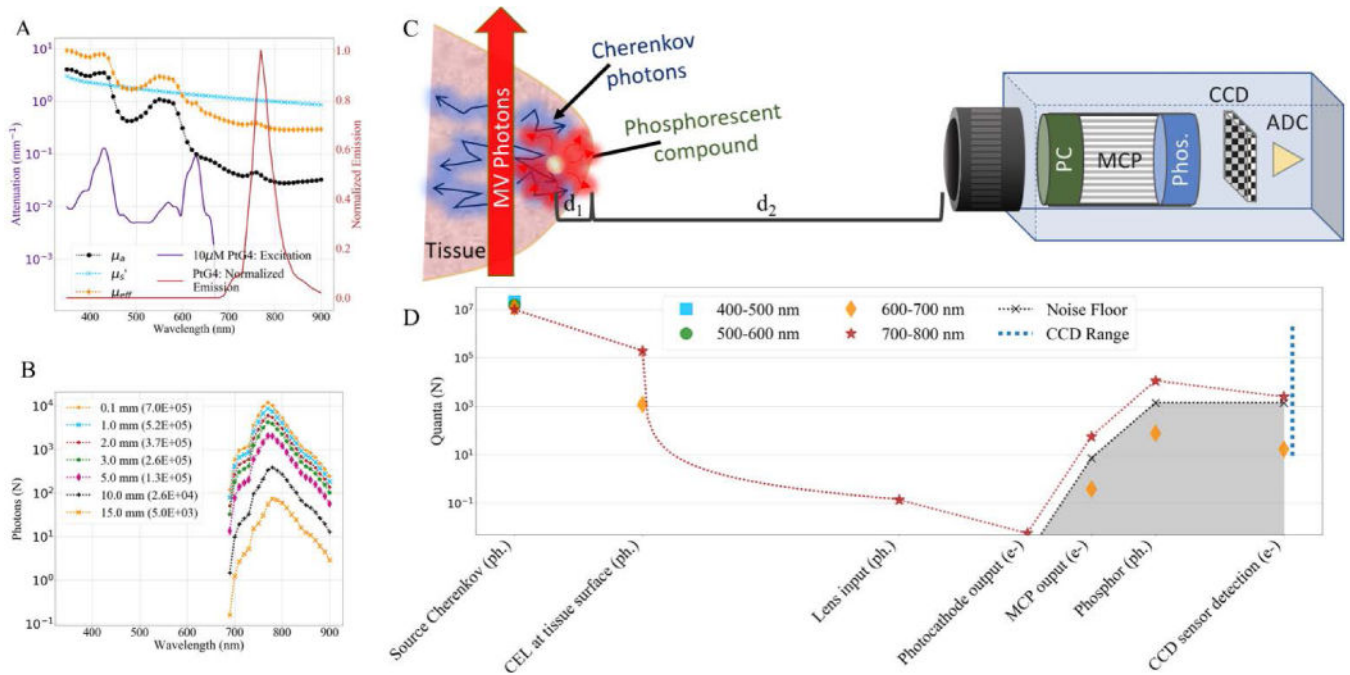 A
10¹
10⁰
10⁻¹
10⁻²
10⁻³
Attenuation (mm⁻¹)
1.0
0.8
0.6
0.4
0.2
0.0
Normalized Emission
μa
μs'
μeff
10μM PtG4: Excitation
PtG4: Normalized
Emission
400 500 600 700 800 900
Wavelength (nm)
B
10⁴
10³
10²
10¹
10⁰
10⁻¹
Photons (N)
0.1 mm (7.0E+05)
1.0 mm (5.2E+05)
2.0 mm (3.7E+05)
3.0 mm (2.6E+05)
5.0 mm (1.3E+05)
10.0 mm (2.6E+04)
15.0 mm (5.0E+03)
400 500 600 700 800 900
Wavelength (nm)
C
Cherenkov
photons
Phosphorescent
compound
MV Photons
Tissue
d₁
d₂
PC
MCP
Phos.
CCD
ADC
D
10⁷
10⁵
10³
10¹
10⁻¹
Quanta (N)
400-500 nm
500-600 nm
600-700 nm
700-800 nm
Noise Floor
CCD Range
Source Cherenkov (ph.)
CEL at tissue surface (ph.)
Lens input (ph.)
Photocathode output (e-)
MCP ouput (e-)
Phosphor (ph.)
CCD sensor detection (e-)